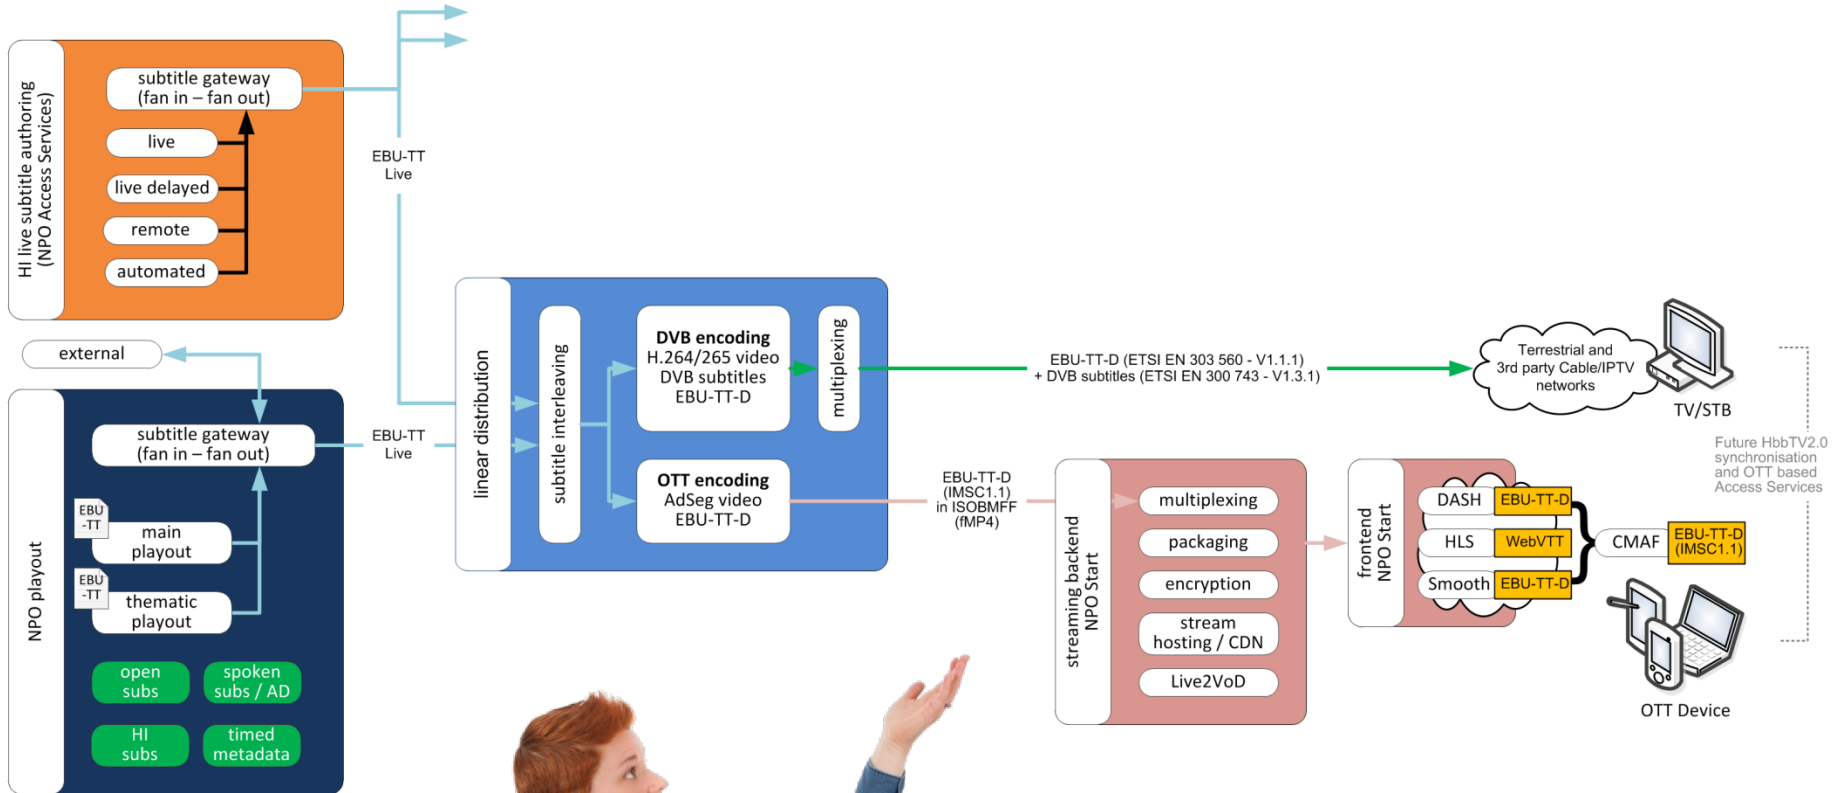 HI live subtitle authoring
(NPO Access Services)
subtitle gateway
(fan in – fan out)
live
live delayed
remote
automated
EBU-TT
Live
external
NPO playout
subtitle gateway
(fan in – fan out)
EBU
-TT
main
playout
EBU
-TT
thematic
playout
open
subs
spoken
subs / AD
HI
subs
timed
metadata
EBU-TT
Live
linear distribution
subtitle interleaving
DVB encoding
H.264/265 video
DVB subtitles
EBU-TT-D
multiplexing
OTT encoding
AdSeg video
EBU-TT-D
EBU-TT-D (ETSI EN 303 560 - V1.1.1)
+ DVB subtitles (ETSI EN 300 743 - V1.3.1)
Terrestrial and
3rd party Cable/IPTV
networks
TV/STB
EBU-TT-D
(IMSC1.1)
in ISOBMFF
(fMP4)
streaming backend
NPO Start
multiplexing
packaging
encryption
stream
hosting / CDN
Live2VoD
frontend
NPO Start
DASH
EBU-TT-D
HLS
WebVTT
Smooth
EBU-TT-D
CMAF
EBU-TT-D
(IMSC1.1)
OTT Device
Future HbbTV2.0
synchronisation
and OTT based
Access Services